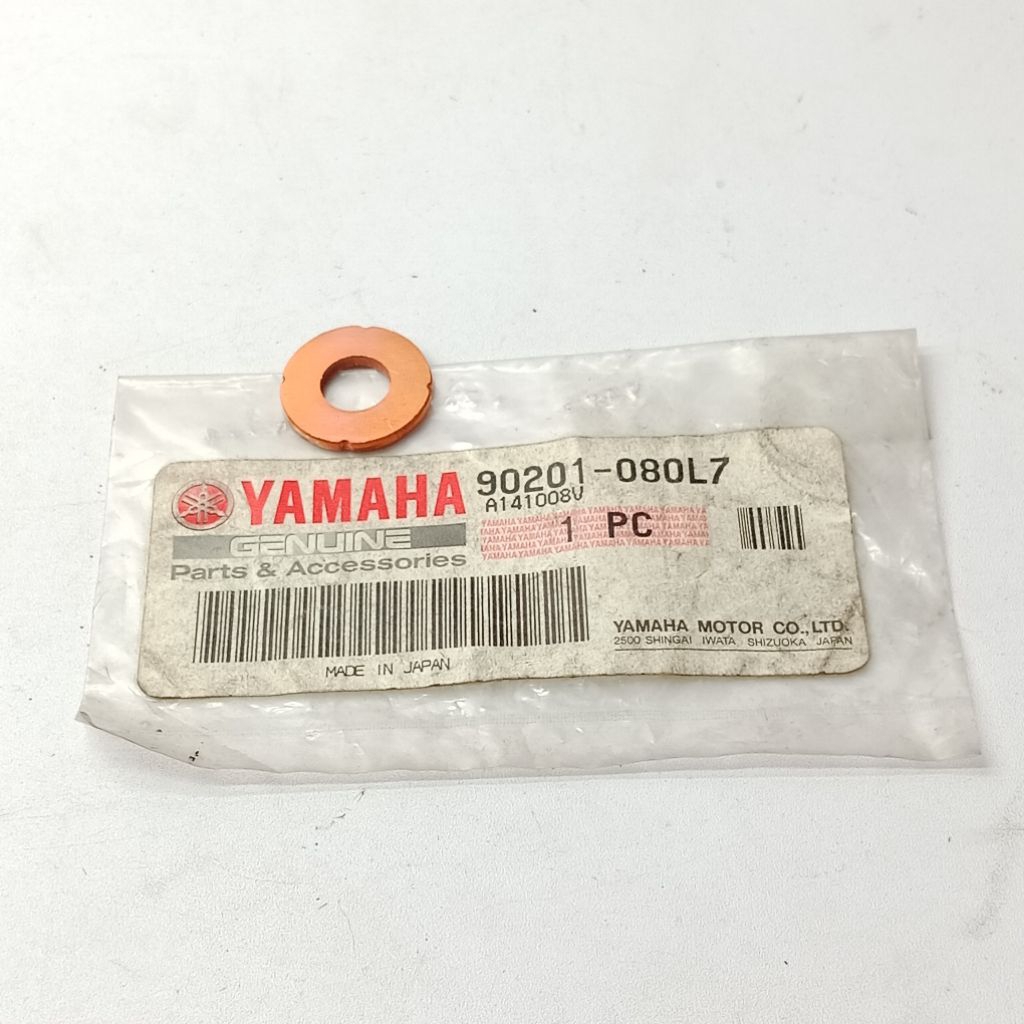 YAMAHA 90201-080L7
A141008V
GENUINE
1 PC
Parts & Accessories
YAMAHA MOTOR CO.,LTD.
2500 SHINGAI IWATA SHIZUOKA JAPAN
MADE IN JAPAN